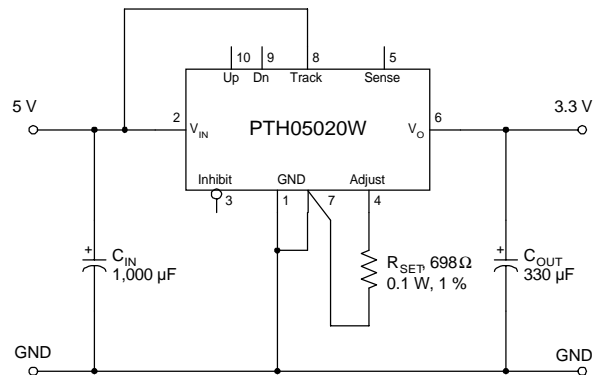 10 9 8 5
Up Dn Track Sense
5 V 2 6 3.3 V
V_IN PTH05020W V_O
Inhibit GND Adjust
3 1 7 4
+ C_IN
1,000 µF
R_SET, 698Ω
0.1 W, 1 %
+ C_OUT
330 µF
GND GND